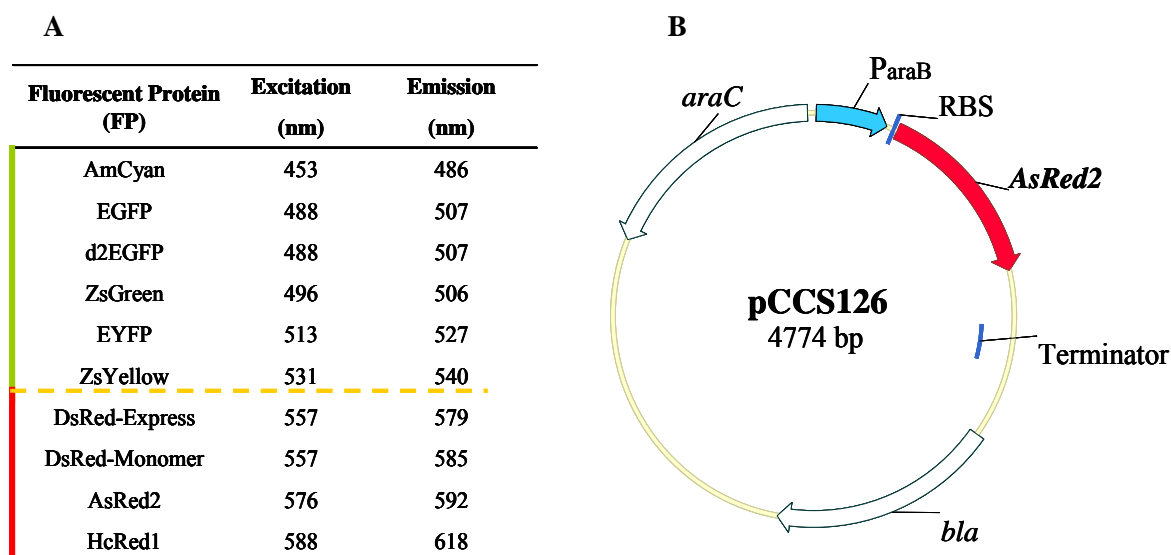 A
Fluorescent Protein
(FP)
Excitation
(nm)
Emission
(nm)
AmCyan 453 486
EGFP 488 507
d2EGFP 488 507
ZsGreen 496 506
EYFP 513 527
ZsYellow 531 540
DsRed-Express 557 579
DsRed-Monomer 557 585
AsRed2 576 592
HcRed1 588 618
B
araC
ParaB
RBS
AsRed2
pCCS126
4774 bp
Terminator
bla